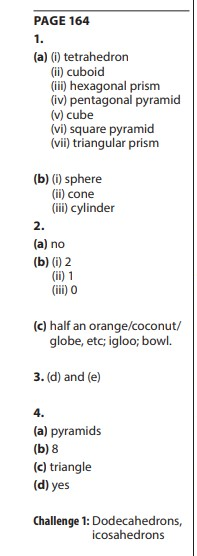 PAGE 164
1.
(a) (i) tetrahedron
(ii) cuboid
(iii) hexagonal prism
(iv) pentagonal pyramid
(v) cube
(vi) square pyramid
(vii) triangular prism
(b) (i) sphere
(ii) cone
(iii) cylinder
2.
(a) no
(b) (i) 2
(ii) 1
(iii) 0
(c) half an orange/coconut/
globe, etc; igloo; bowl.
3. (d) and (e)
4.
(a) pyramids
(b) 8
(c) triangle
(d) yes
Challenge 1: Dodecahedrons,
icosahedrons